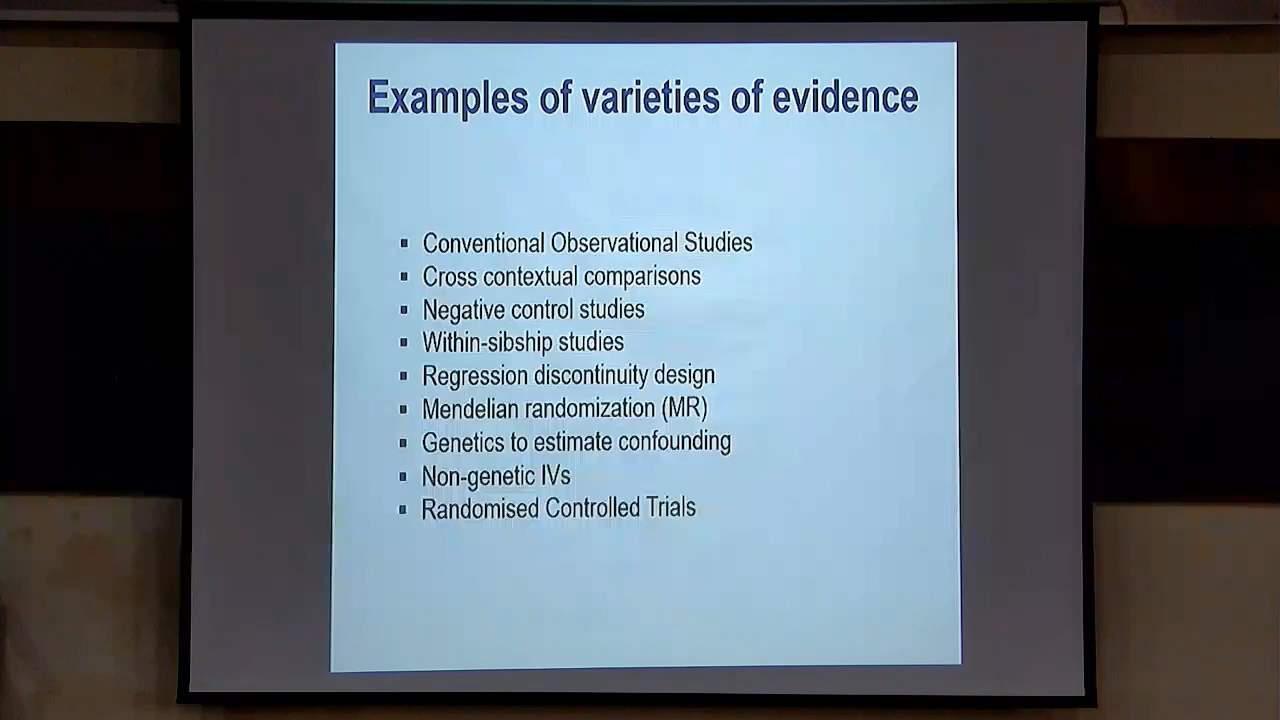 Examples of varieties of evidence
▪ Conventional Observational Studies
▪ Cross contextual comparisons
▪ Negative control studies
▪ Within-sibship studies
▪ Regression discontinuity design
▪ Mendelian randomization (MR)
▪ Genetics to estimate confounding
▪ Non-genetic IVs
▪ Randomised Controlled Trials